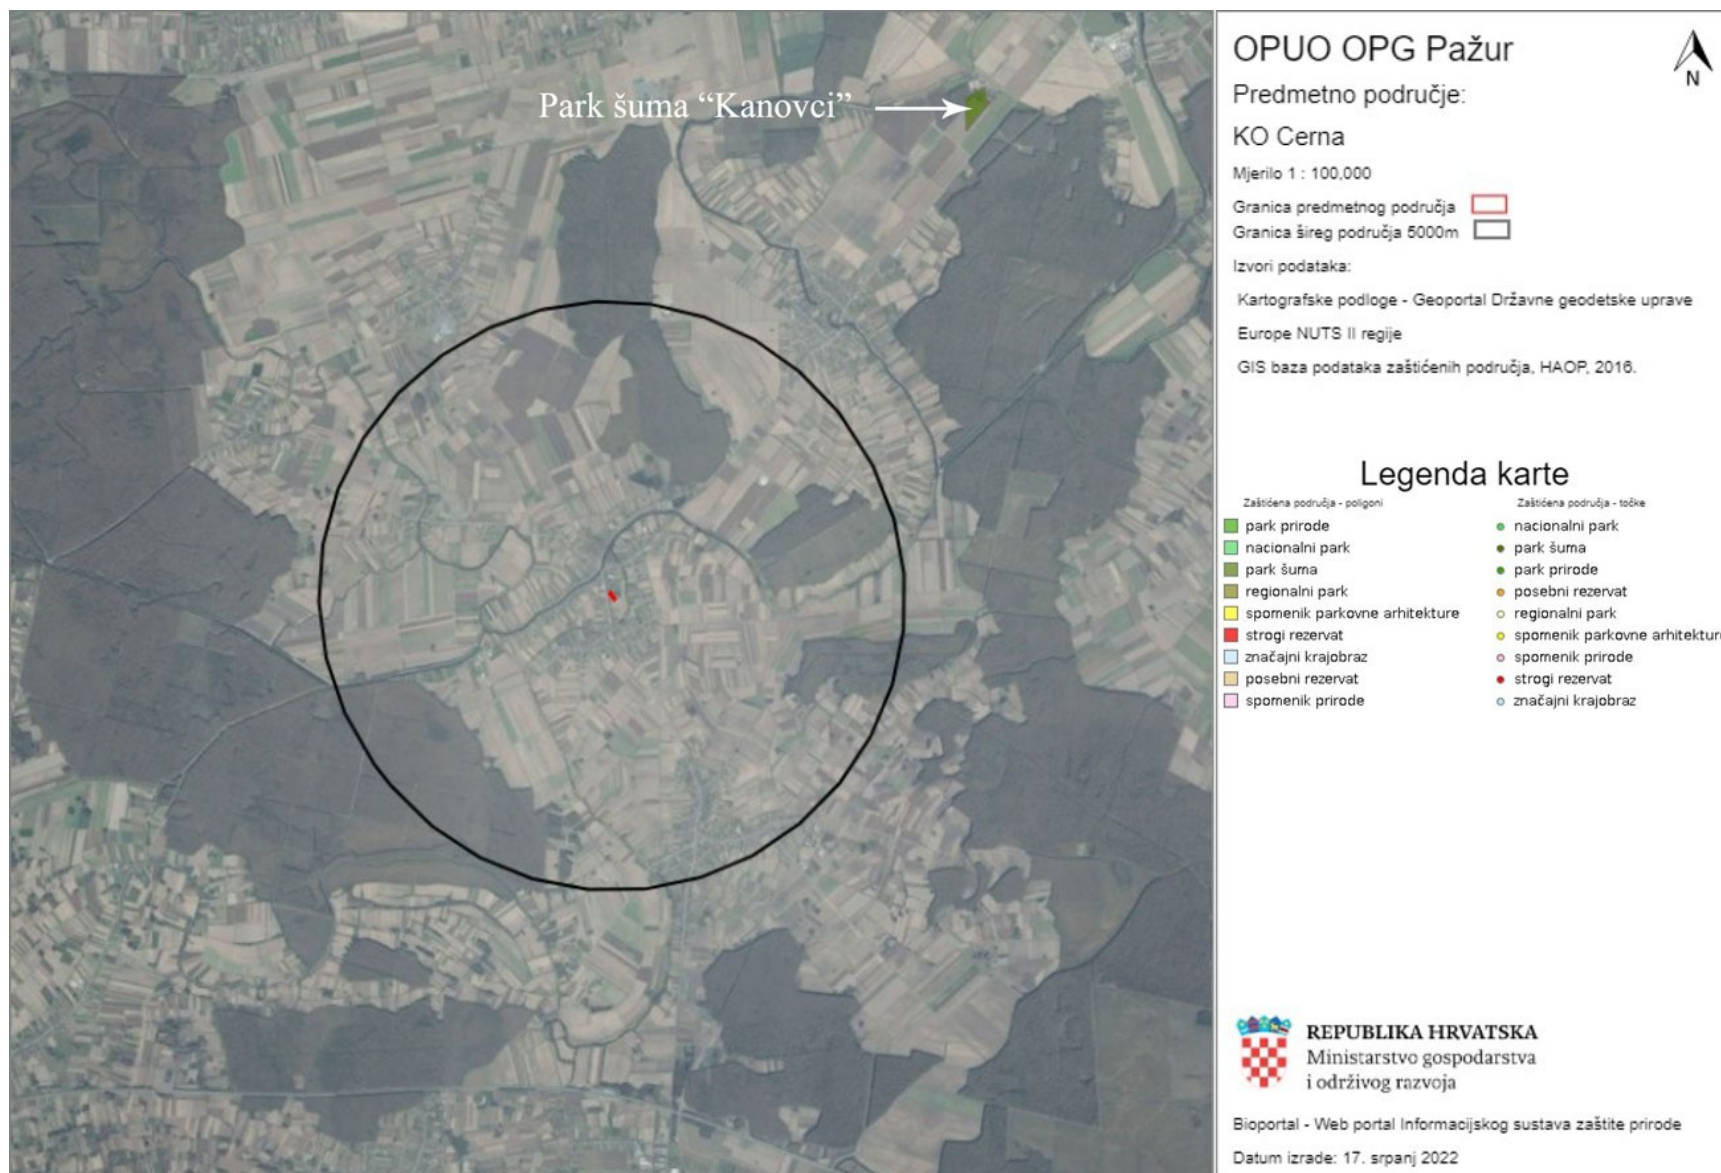 Park šuma “Kanovci”
OPUO OPG Pažur
N
Predmetno područje:
KO Cerna
Mjerilo 1 : 100,000
Granica predmetnog područja
Granica šireg područja 5000m
Izvori podataka:
Kartografske podloge - Geoportal Državne geodetske uprave
Europe NUTS II regije
GIS baza podataka zaštićenih područja, HAOP, 2016.
Legenda karte
Zaštićena područja - poligoni
park prirode
nacionalni park
park šuma
regionalni park
spomenik parkovne arhitekture
strogi rezervat
značajni krajobraz
posebni rezervat
spomenik prirode
Zaštićena područja - točke
nacionalni park
park šuma
park prirode
posebni rezervat
regionalni park
spomenik parkovne arhitekture
spomenik prirode
strogi rezervat
značajni krajobraz
REPUBLIKA HRVATSKA
Ministarstvo gospodarstva
i održivog razvoja
Bioportal - Web portal Informacijskog sustava zaštite prirode
Datum izrade: 17. srpanj 2022